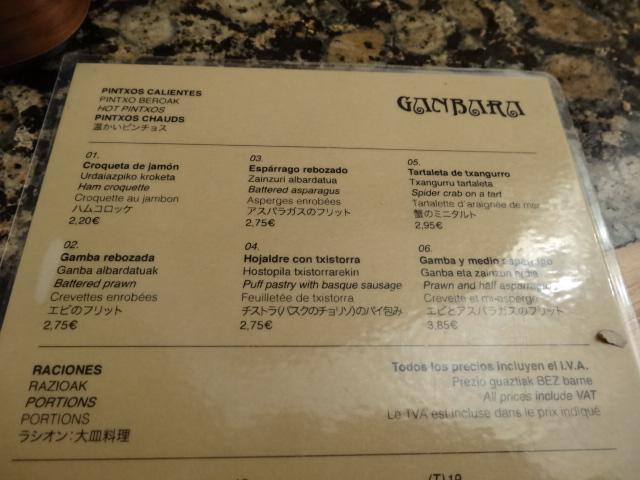 PINTXOS CALIENTES
PINTXO BEROAK
HOT PINTXOS
PINTXOS CHAUDS
温かいピンチョス
GANBARA
01.
Croqueta de jamón
Urdaiazpiko kroketa
Ham croquette
Croquette au jambon
ハムコロッケ
2,20€
03.
Espárrago rebozado
Zainzuri albardatua
Battered asparagus
Asperges enrobées
アスパラガスのフリット
2,75€
05.
Tartaleta de txangurro
Txangurru tartaleta
Spider crab on a tart
Tartalette d'araignée de mer
蟹のミニタルト
2,95€
02.
Gamba rebozada
Ganba albardatuak
Battered prawn
Crevettes enrobées
エビのフリット
2,75€
04.
Hojaldre con txistorra
Hostopila txistorrarekin
Puff pastry with basque sausage
Feuilletée de txistorra
チストラ(バスクのチョリソ)のパイ包み
2,75€
06.
Gamba y medio
Ganba eta zainzuri
Prawn and half asparragus
Crevette et mi-asperge
エビとアスパラガスのフリット
3,85€
RACIONES
RAZIOAK
PORTIONS
PORTIONS
ラシオン:大皿料理
Todos los precios incluyen el I.V.A.
Prezio guaztiak BEZ barne
All prices include VAT
Le TVA est incluse dans le prix indiqué